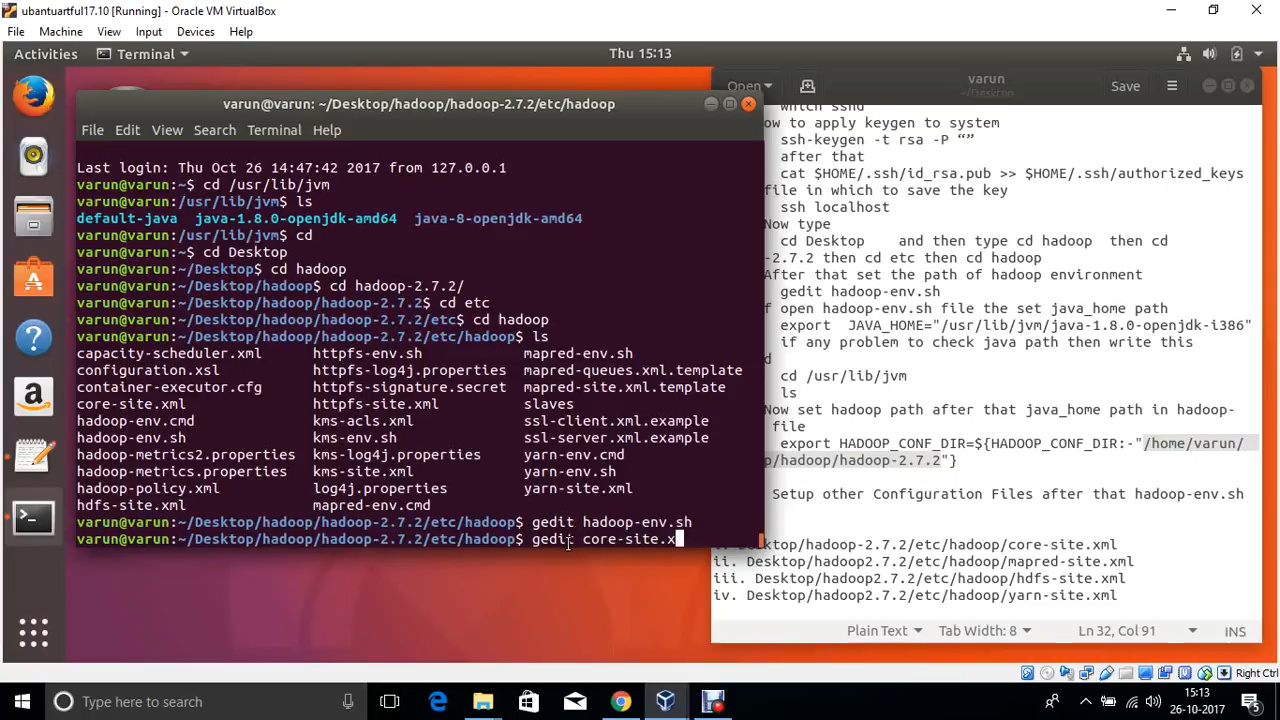 ubantuartful17.10 [Running] - Oracle VM VirtualBox
File Machine View Input Devices Help
Activities Terminal Thu 15:13
Open varun ~/Desktop Save
varun@varun: ~/Desktop/hadoop/hadoop-2.7.2/etc/hadoop
File Edit View Search Terminal Help
Last login: Thu Oct 26 14:47:42 2017 from 127.0.0.1
varun@varun:~$ cd /usr/lib/jvm
varun@varun:/usr/lib/jvm$ ls
default-java java-1.8.0-openjdk-amd64 java-8-openjdk-amd64
varun@varun:/usr/lib/jvm$ cd
varun@varun:~$ cd Desktop
varun@varun:~/Desktop$ cd hadoop
varun@varun:~/Desktop/hadoop$ cd hadoop-2.7.2/
varun@varun:~/Desktop/hadoop/hadoop-2.7.2$ cd etc
varun@varun:~/Desktop/hadoop/hadoop-2.7.2/etc$ cd hadoop
varun@varun:~/Desktop/hadoop/hadoop-2.7.2/etc/hadoop$ ls
capacity-scheduler.xml httpfs-env.sh mapred-env.sh
configuration.xsl httpfs-log4j.properties mapred-queues.xml.template
container-executor.cfg httpfs-signature.secret mapred-site.xml.template
core-site.xml httpfs-site.xml slaves
hadoop-env.cmd kms-acls.xml ssl-client.xml.example
hadoop-env.sh kms-env.sh ssl-server.xml.example
hadoop-metrics2.properties kms-log4j.properties yarn-env.cmd
hadoop-metrics.properties kms-site.xml yarn-env.sh
hadoop-policy.xml log4j.properties yarn-site.xml
hdfs-site.xml mapred-env.cmd
varun@varun:~/Desktop/hadoop/hadoop-2.7.2/etc/hadoop$ gedit hadoop-env.sh
varun@varun:~/Desktop/hadoop/hadoop-2.7.2/etc/hadoop$ gedit core-site.x
which sshd
ow to apply keygen to system
ssh-keygen -t rsa -P “”
after that
cat $HOME/.ssh/id_rsa.pub >> $HOME/.ssh/authorized_keys
file in which to save the key
ssh localhost
Now type
cd Desktop and then type cd hadoop then cd
-2.7.2 then cd etc then cd hadoop
After that set the path of hadoop environment
gedit hadoop-env.sh
f open hadoop-env.sh file the set java_home path
export JAVA_HOME="/usr/lib/jvm/java-1.8.0-openjdk-i386"
if any problem to check java path then write this
d
cd /usr/lib/jvm
ls
Now set hadoop path after that java_home path in hadoop-
file
export HADOOP_CONF_DIR=${HADOOP_CONF_DIR:-"/home/varun/
p/hadoop/hadoop-2.7.2"}
Setup other Configuration Files after that hadoop-env.sh
Desktop/hadoop-2.7.2/etc/hadoop/core-site.xml
ii. Desktop/hadoop2.7.2/etc/hadoop/mapred-site.xml
iii. Desktop/hadoop2.7.2/etc/hadoop/hdfs-site.xml
iv. Desktop/hadoop2.7.2/etc/hadoop/yarn-site.xml
Plain Text Tab Width: 8 Ln 32, Col 91 INS
Right Ctrl
Type here to search
15:13
26-10-2017
5